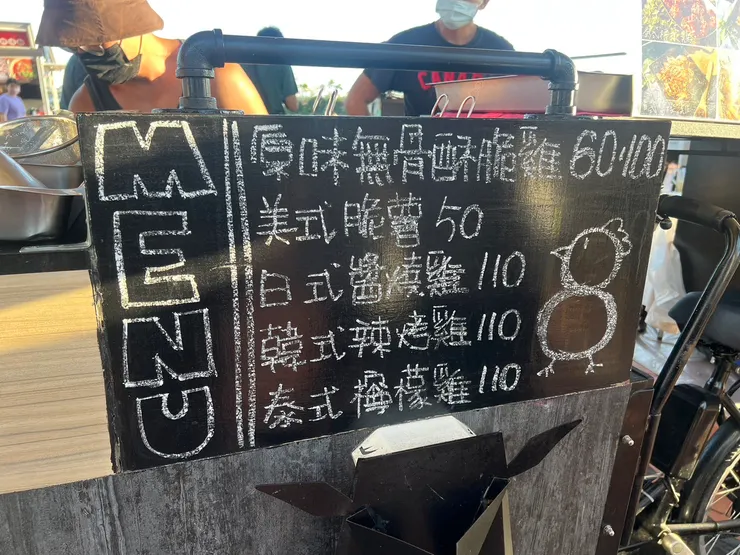 MENU
原味無骨酥脆雞 60、100
美式脆薯 50
日式醬燒雞 110
韓式辣烤雞 110
泰式檸檬雞 110